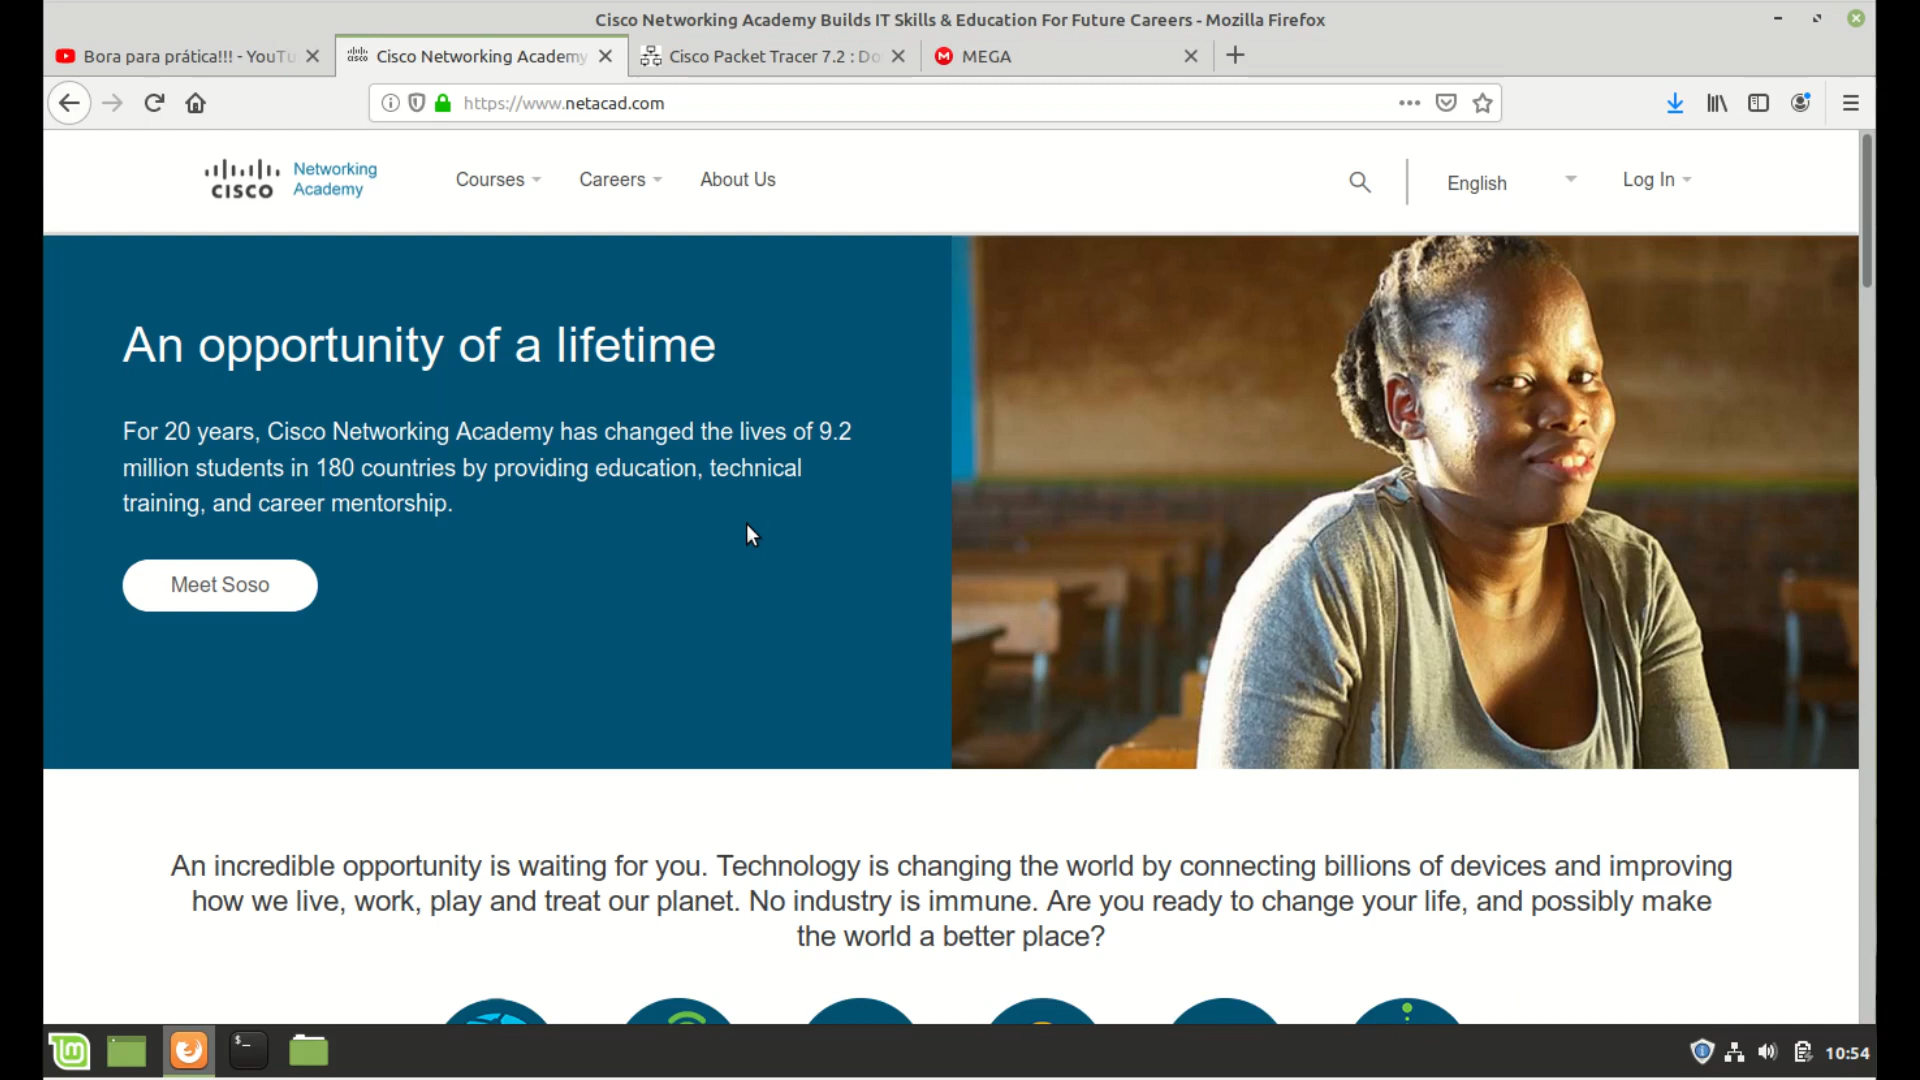 Cisco Networking Academy Builds IT Skills & Education For Future Careers - Mozilla Firefox
Bora para prática!!! - YouTu
Cisco Networking Academy
Cisco Packet Tracer 7.2 : Do
MEGA
https://www.netacad.com
CISCO
Networking
Academy
Courses
Careers
About Us
English
Log In
An opportunity of a lifetime
For 20 years, Cisco Networking Academy has changed the lives of 9.2
million students in 180 countries by providing education, technical
training, and career mentorship.
Meet Soso
An incredible opportunity is waiting for you. Technology is changing the world by connecting billions of devices and improving
how we live, work, play and treat our planet. No industry is immune. Are you ready to change your life, and possibly make
the world a better place?
10:54